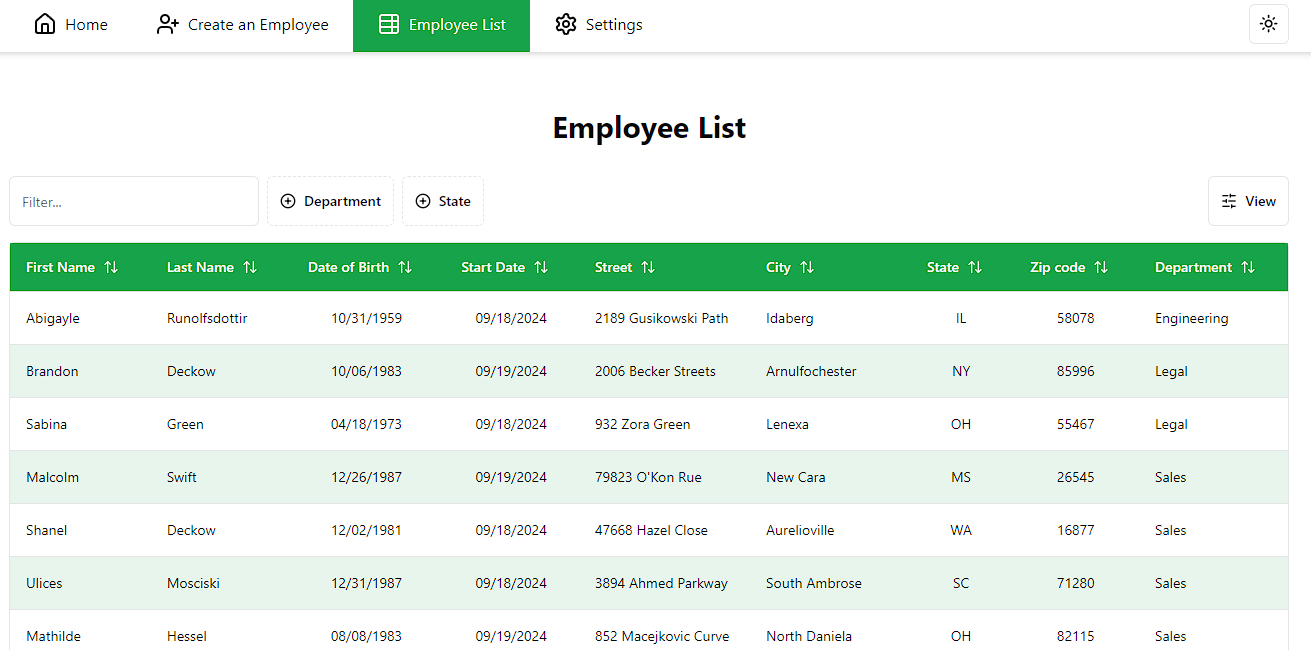 Home Create an Employee Employee List Settings
Employee List
Filter... Department State View
First Name Last Name Date of Birth Start Date Street City State Zip code Department
Abigayle Runolfsdottir 10/31/1959 09/18/2024 2189 Gusikowski Path Idaberg IL 58078 Engineering
Brandon Deckow 10/06/1983 09/19/2024 2006 Becker Streets Arnulfochester NY 85996 Legal
Sabina Green 04/18/1973 09/18/2024 932 Zora Green Lenexa OH 55467 Legal
Malcolm Swift 12/26/1987 09/19/2024 79823 O'Kon Rue New Cara MS 26545 Sales
Shanel Deckow 12/02/1981 09/18/2024 47668 Hazel Close Aurelioville WA 16877 Sales
Ulices Mosciski 12/31/1987 09/18/2024 3894 Ahmed Parkway South Ambrose SC 71280 Sales
Mathilde Hessel 08/08/1983 09/19/2024 852 Macejkovic Curve North Daniela OH 82115 Sales